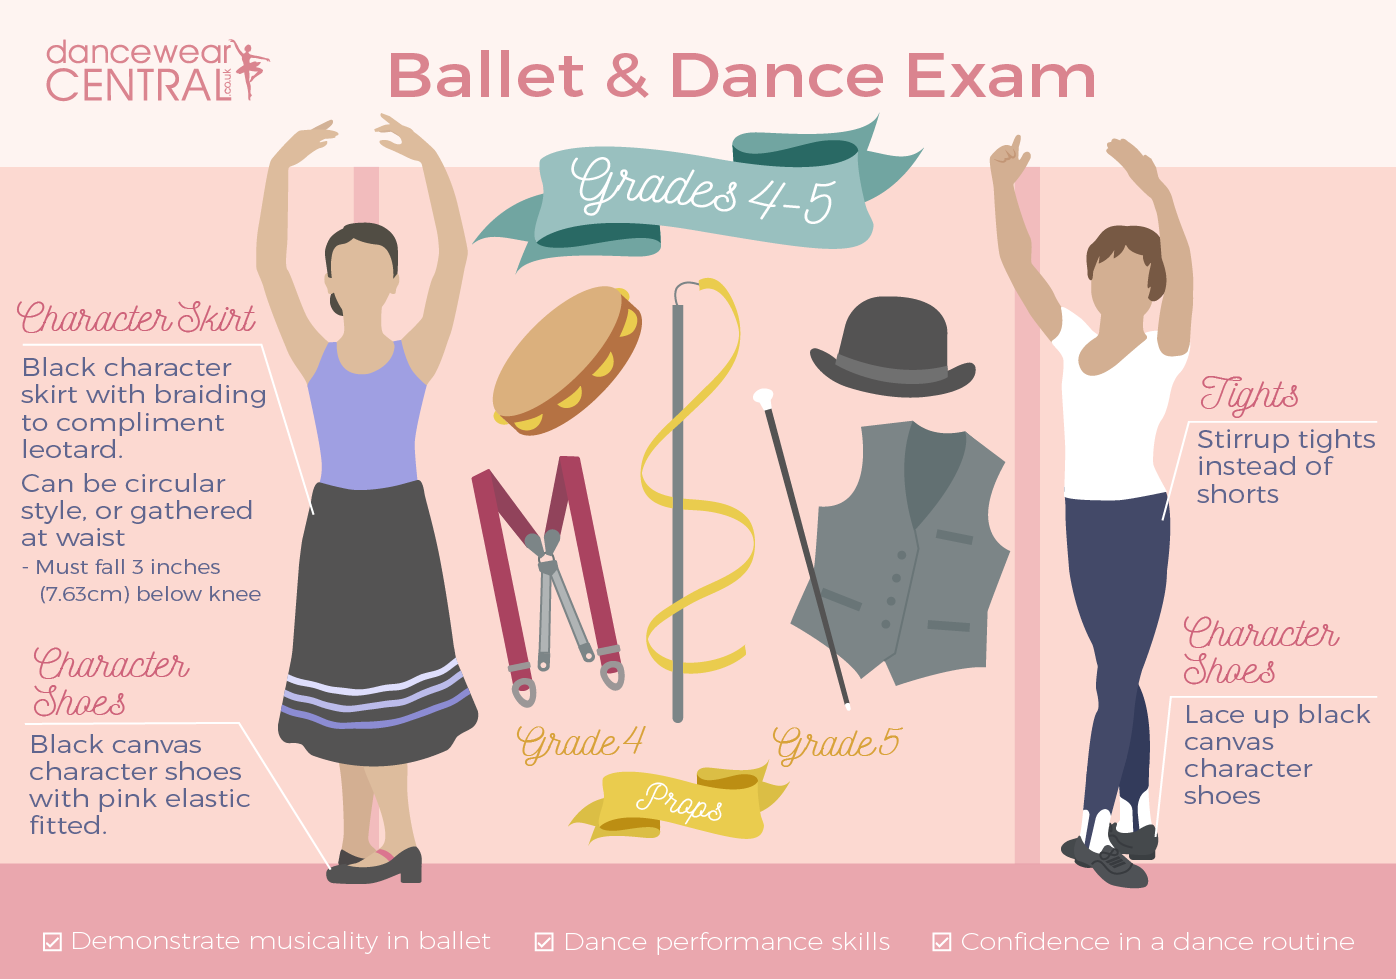 dancewear
CENTRAL.co.uk
Ballet & Dance Exam
Grades 4-5
Character Skirt
Black character
skirt with braiding
to compliment
leotard.
Can be circular
style, or gathered
at waist
- Must fall 3 inches
(7.63cm) below knee
Character
Shoes
Black canvas
character shoes
with pink elastic
fitted.
Grade 4
Grade 5
Props
Tights
Stirrup tights
instead of
shorts
Character
Shoes
Lace up black
canvas
character
shoes
Demonstrate musicality in ballet
Dance performance skills
Confidence in a dance routine